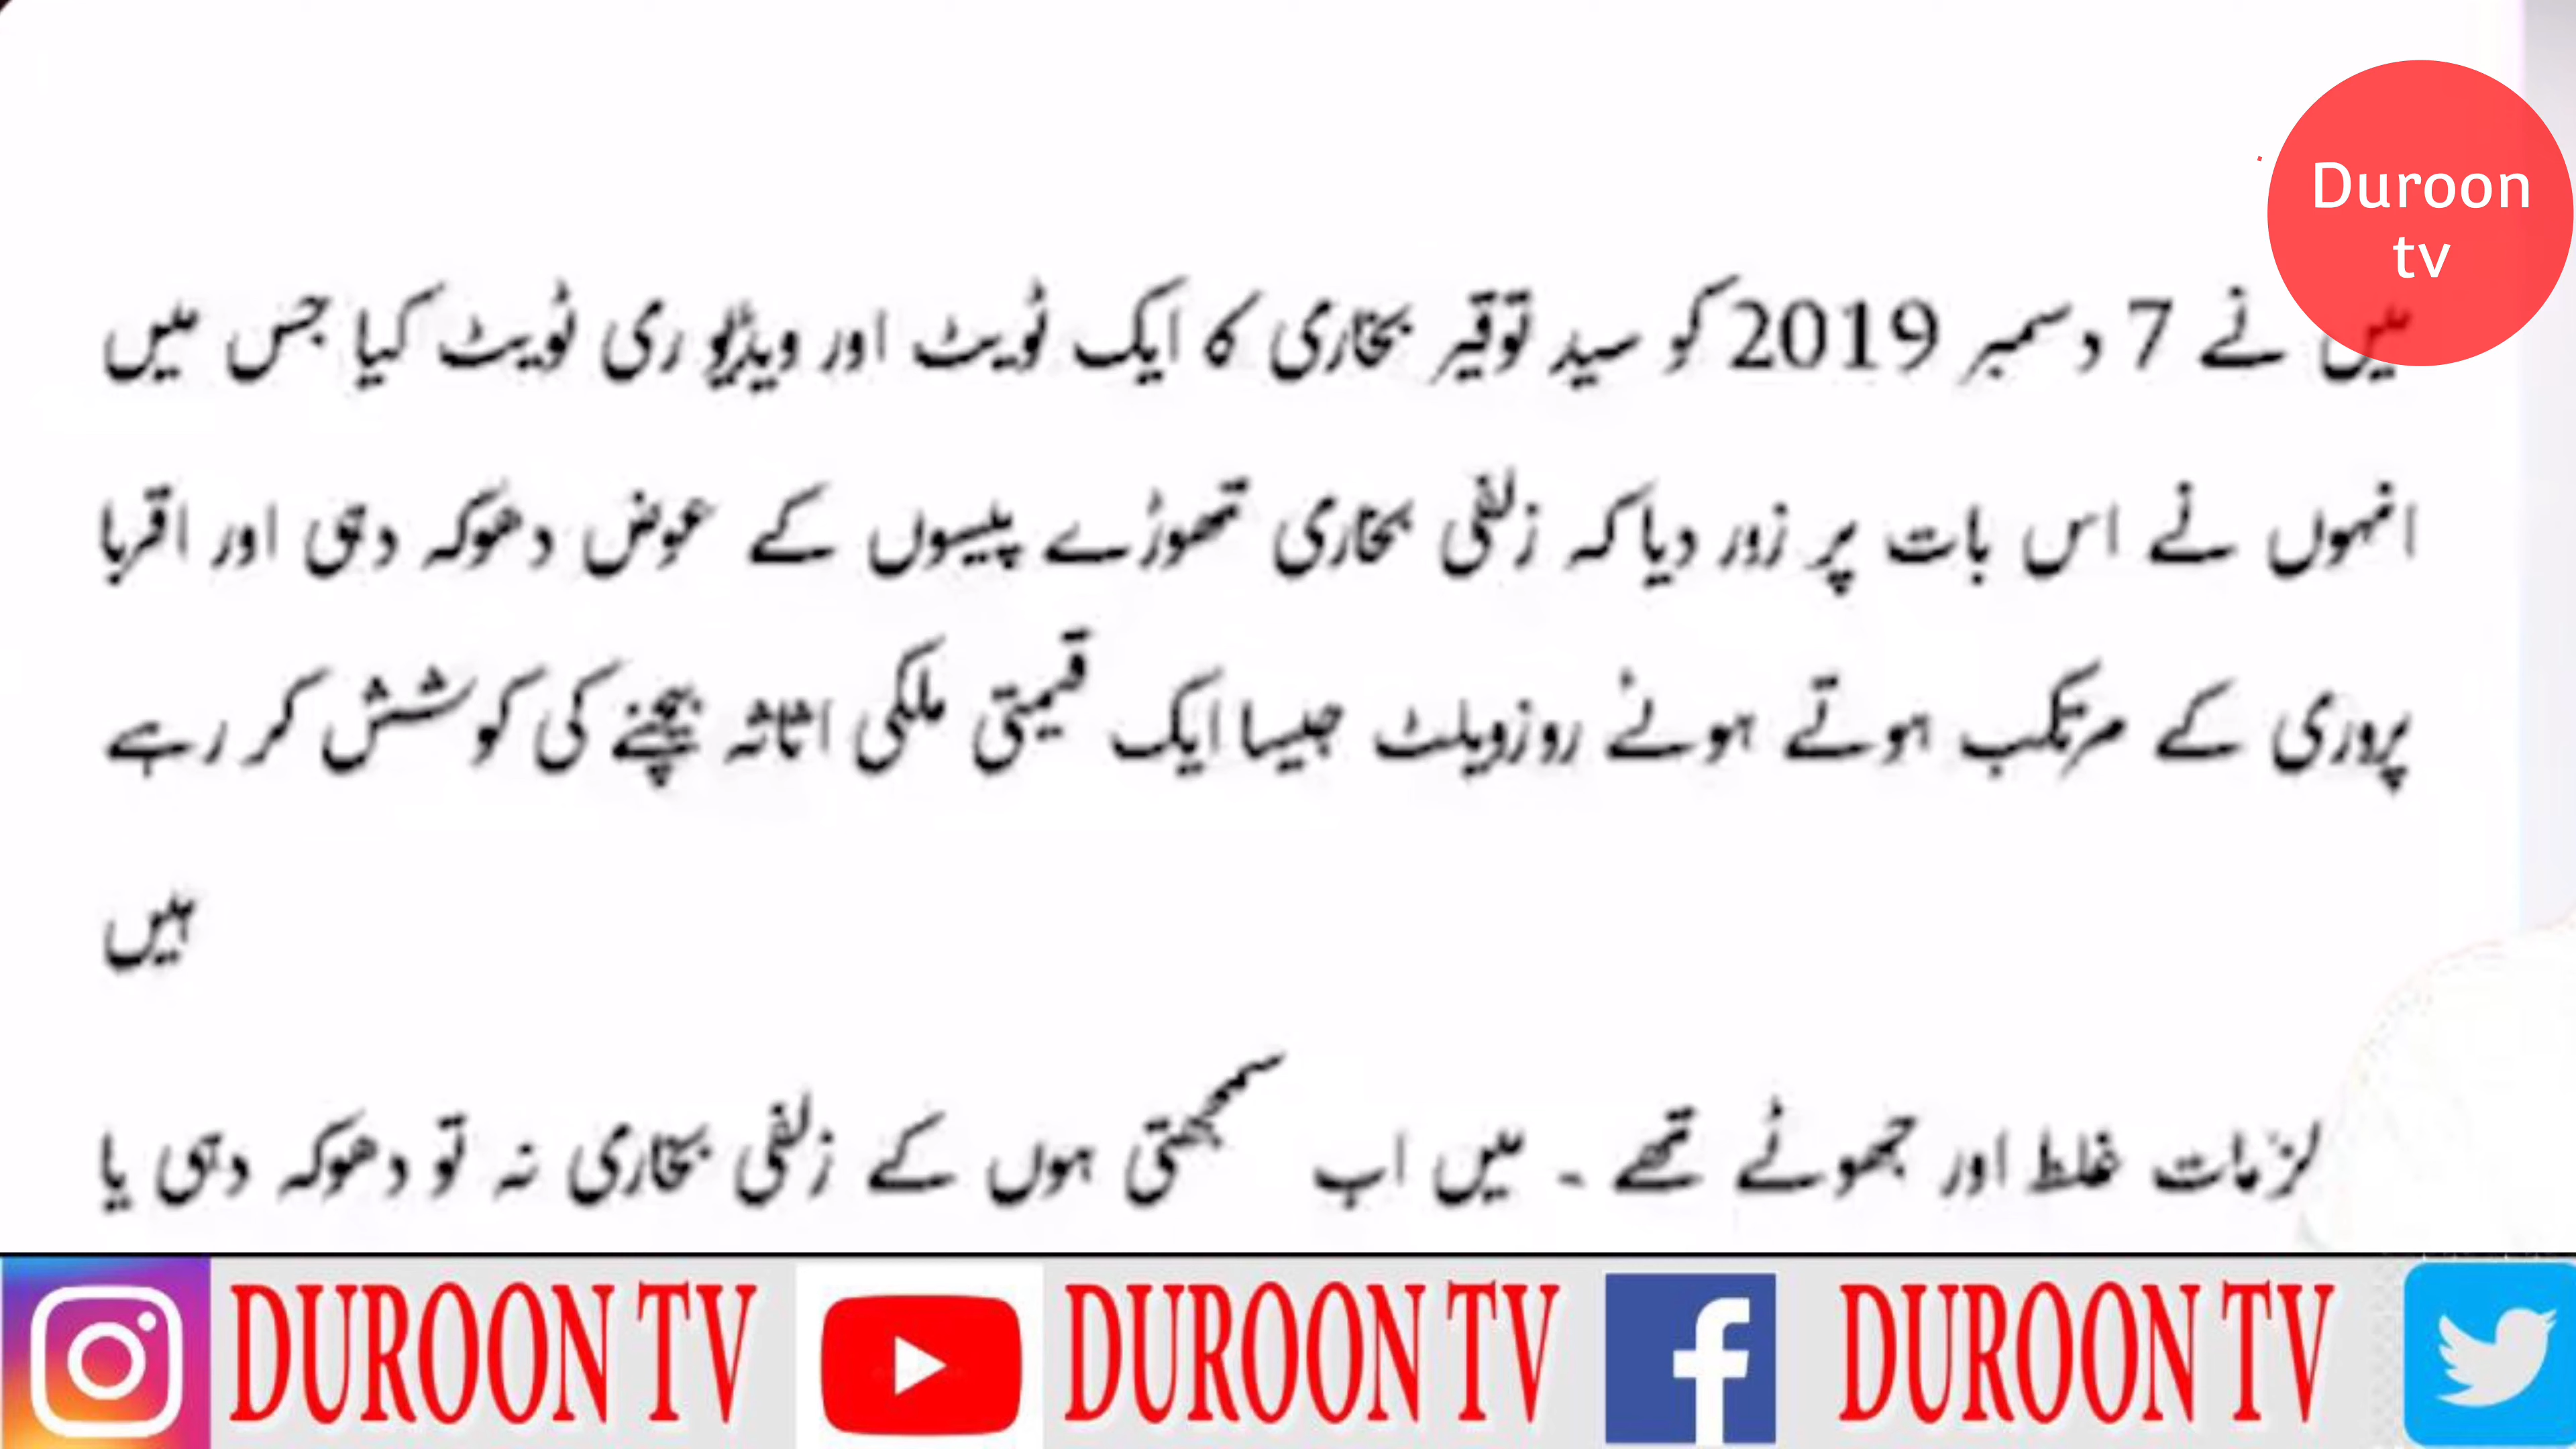 Duroon
tv
میں نے 7 دسمبر 2019 کو سید توقیر بخاری کا ایک ٹویٹ اور ویڈیو ری ٹویٹ کیا جس میں
انہوں نے اس بات پر زور دیا کہ زلفی بخاری تھوڑے پیسوں کے عوض دھوکہ دہی اور اقربا
پروری کے مرتکب ہوتے ہوئے روزویلٹ جیسا ایک قیمتی ملکی اثاثہ بیچنے کی کوشش کر رہے
ہیں
لزمات غلط اور جھوٹے تھے ۔ میں اب سمجھتی ہوں کے زلفی بخاری نہ تو دھوکہ دہی یا
DUROON TV DUROON TV DUROON TV